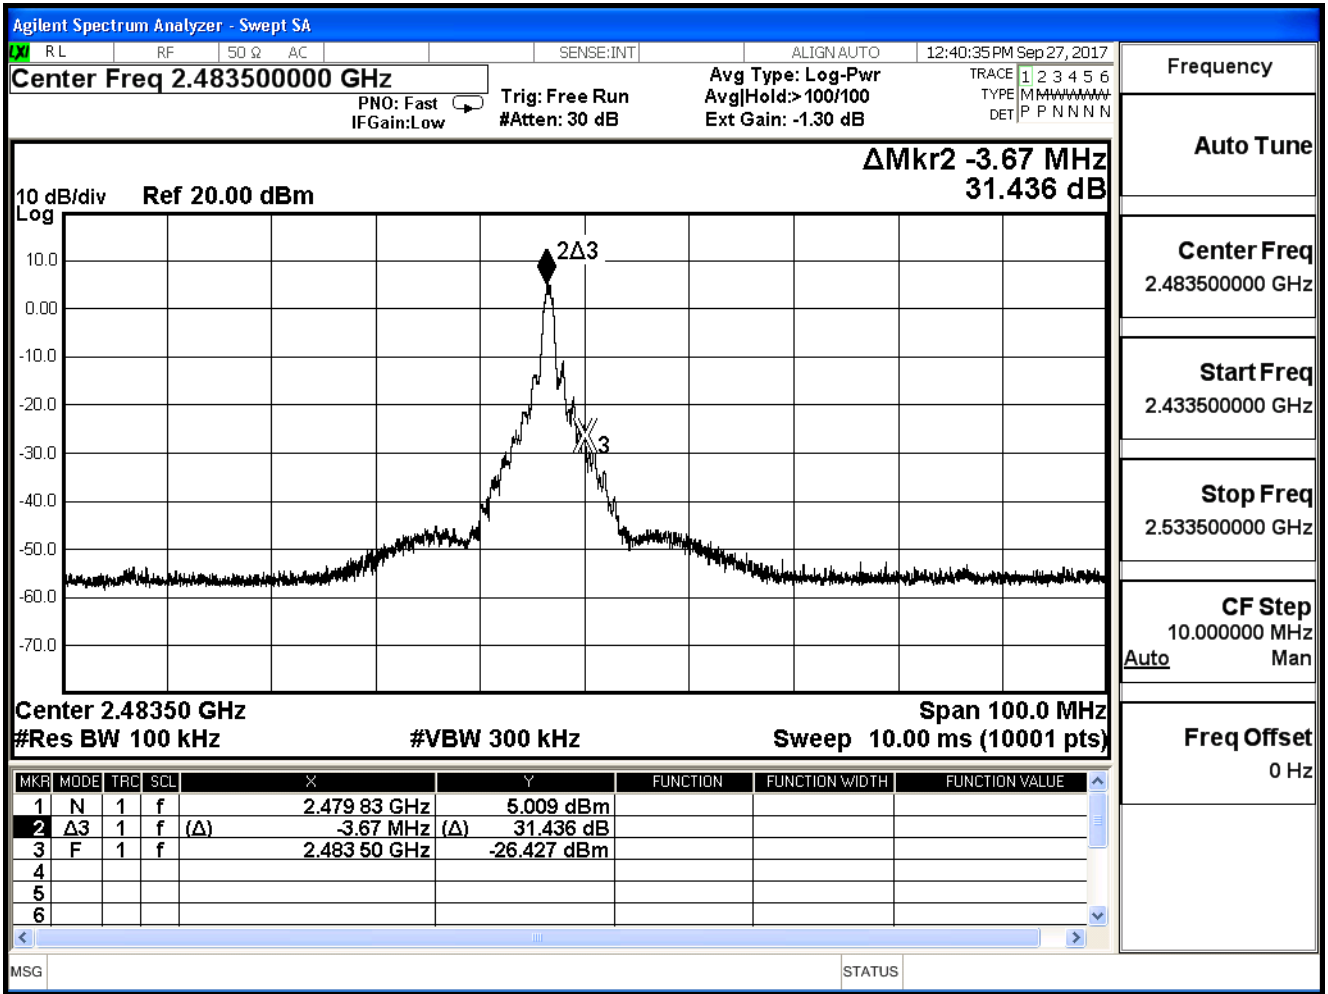 Agilent Spectrum Analyzer - Swept SA
LXI RL RF 50 Ω AC SENSE:INT ALIGN AUTO 12:40:35 PM Sep 27, 2017
Center Freq 2.483500000 GHz
PNO: Fast
IFGain:Low
Trig: Free Run
#Atten: 30 dB
Avg Type: Log-Pwr
Avg|Hold:>100/100
Ext Gain: -1.30 dB
TRACE 1 2 3 4 5 6
TYPE M M W W W W W
DET P P N N N N
ΔMkr2 -3.67 MHz
31.436 dB
10 dB/div Ref 20.00 dBm
Log
2Δ3
10.0
0.00
-10.0
-20.0
3
-30.0
-40.0
-50.0
-60.0
-70.0
Center 2.48350 GHz Span 100.0 MHz
#Res BW 100 kHz #VBW 300 kHz Sweep 10.00 ms (10001 pts)
MKR MODE TRC SCL X Y FUNCTION FUNCTION WIDTH FUNCTION VALUE
1 N 1 f 2.479 83 GHz 5.009 dBm
2 Δ3 1 f (Δ) -3.67 MHz (Δ) 31.436 dB
3 F 1 f 2.483 50 GHz -26.427 dBm
4
5
6
MSG STATUS
Frequency
Auto Tune
Center Freq
2.483500000 GHz
Start Freq
2.433500000 GHz
Stop Freq
2.533500000 GHz
CF Step
10.000000 MHz
Auto Man
Freq Offset
0 Hz